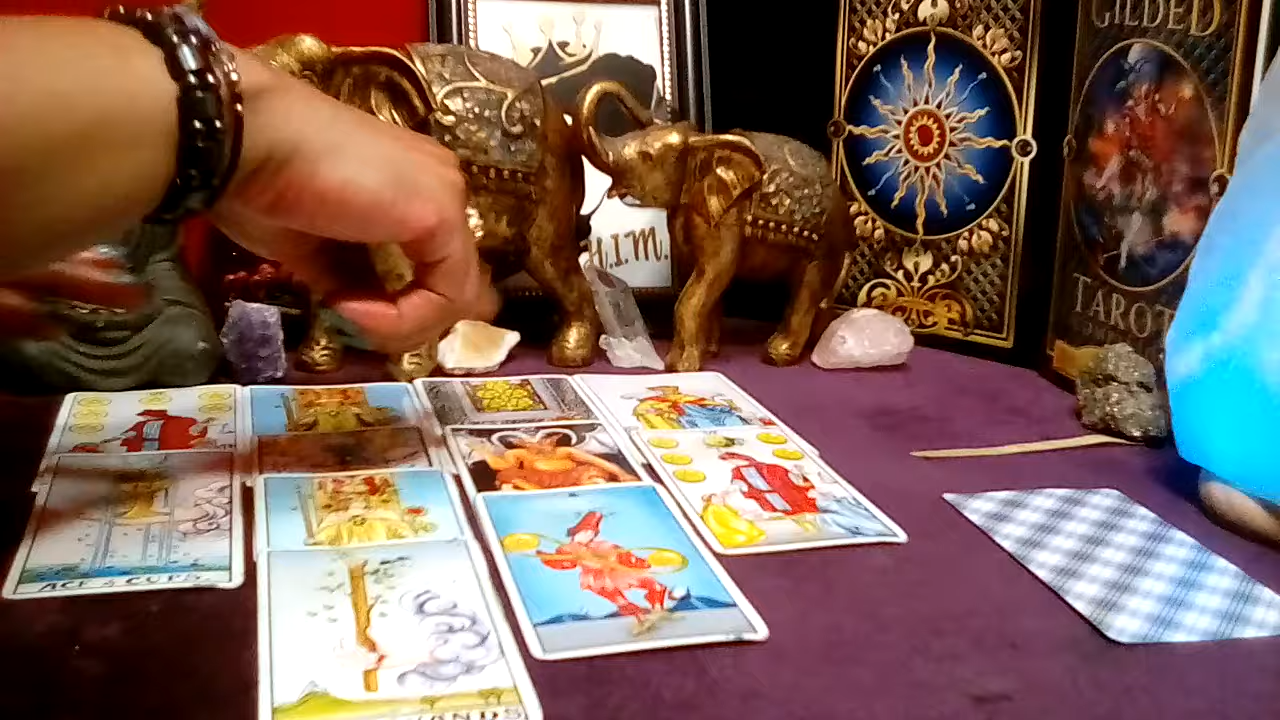 GILDED
H.I.M.
TAROT
ACE of CUPS.
WANDS